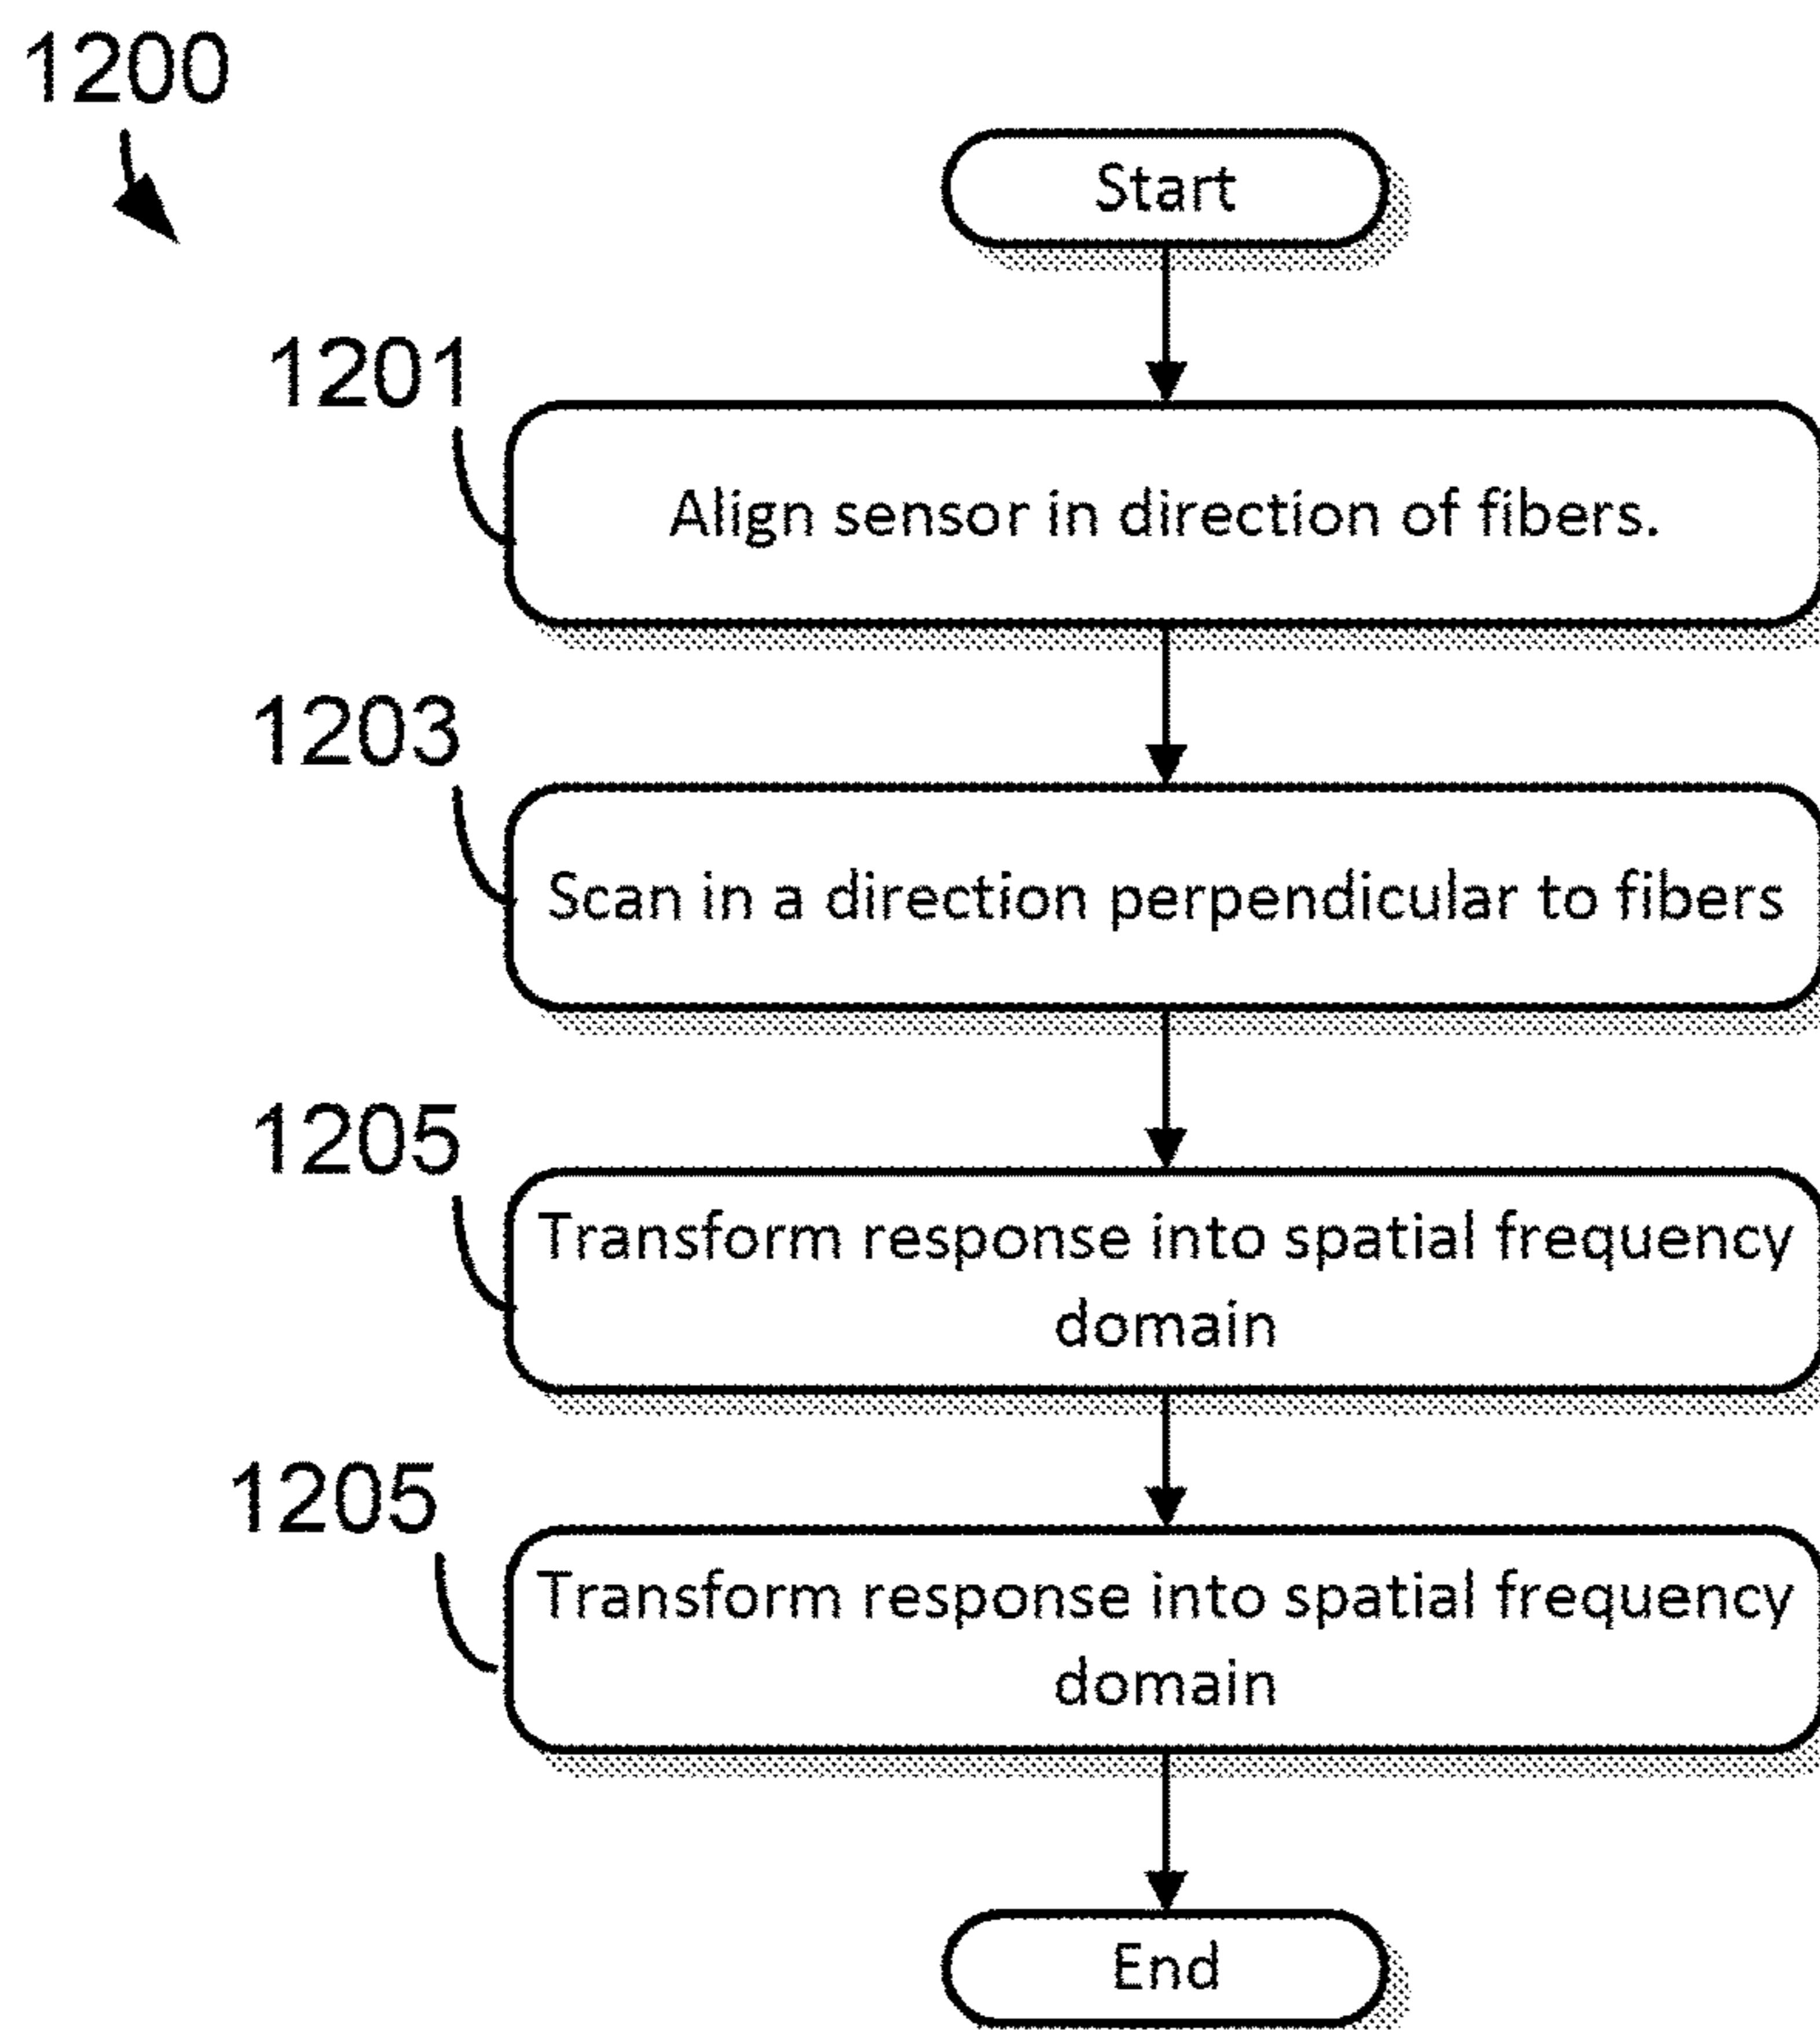 1200
Start
1201
Align sensor in direction of fibers.
1203
Scan in a direction perpendicular to fibers
1205
Transform response into spatial frequency
domain
1205
Transform response into spatial frequency
domain
End